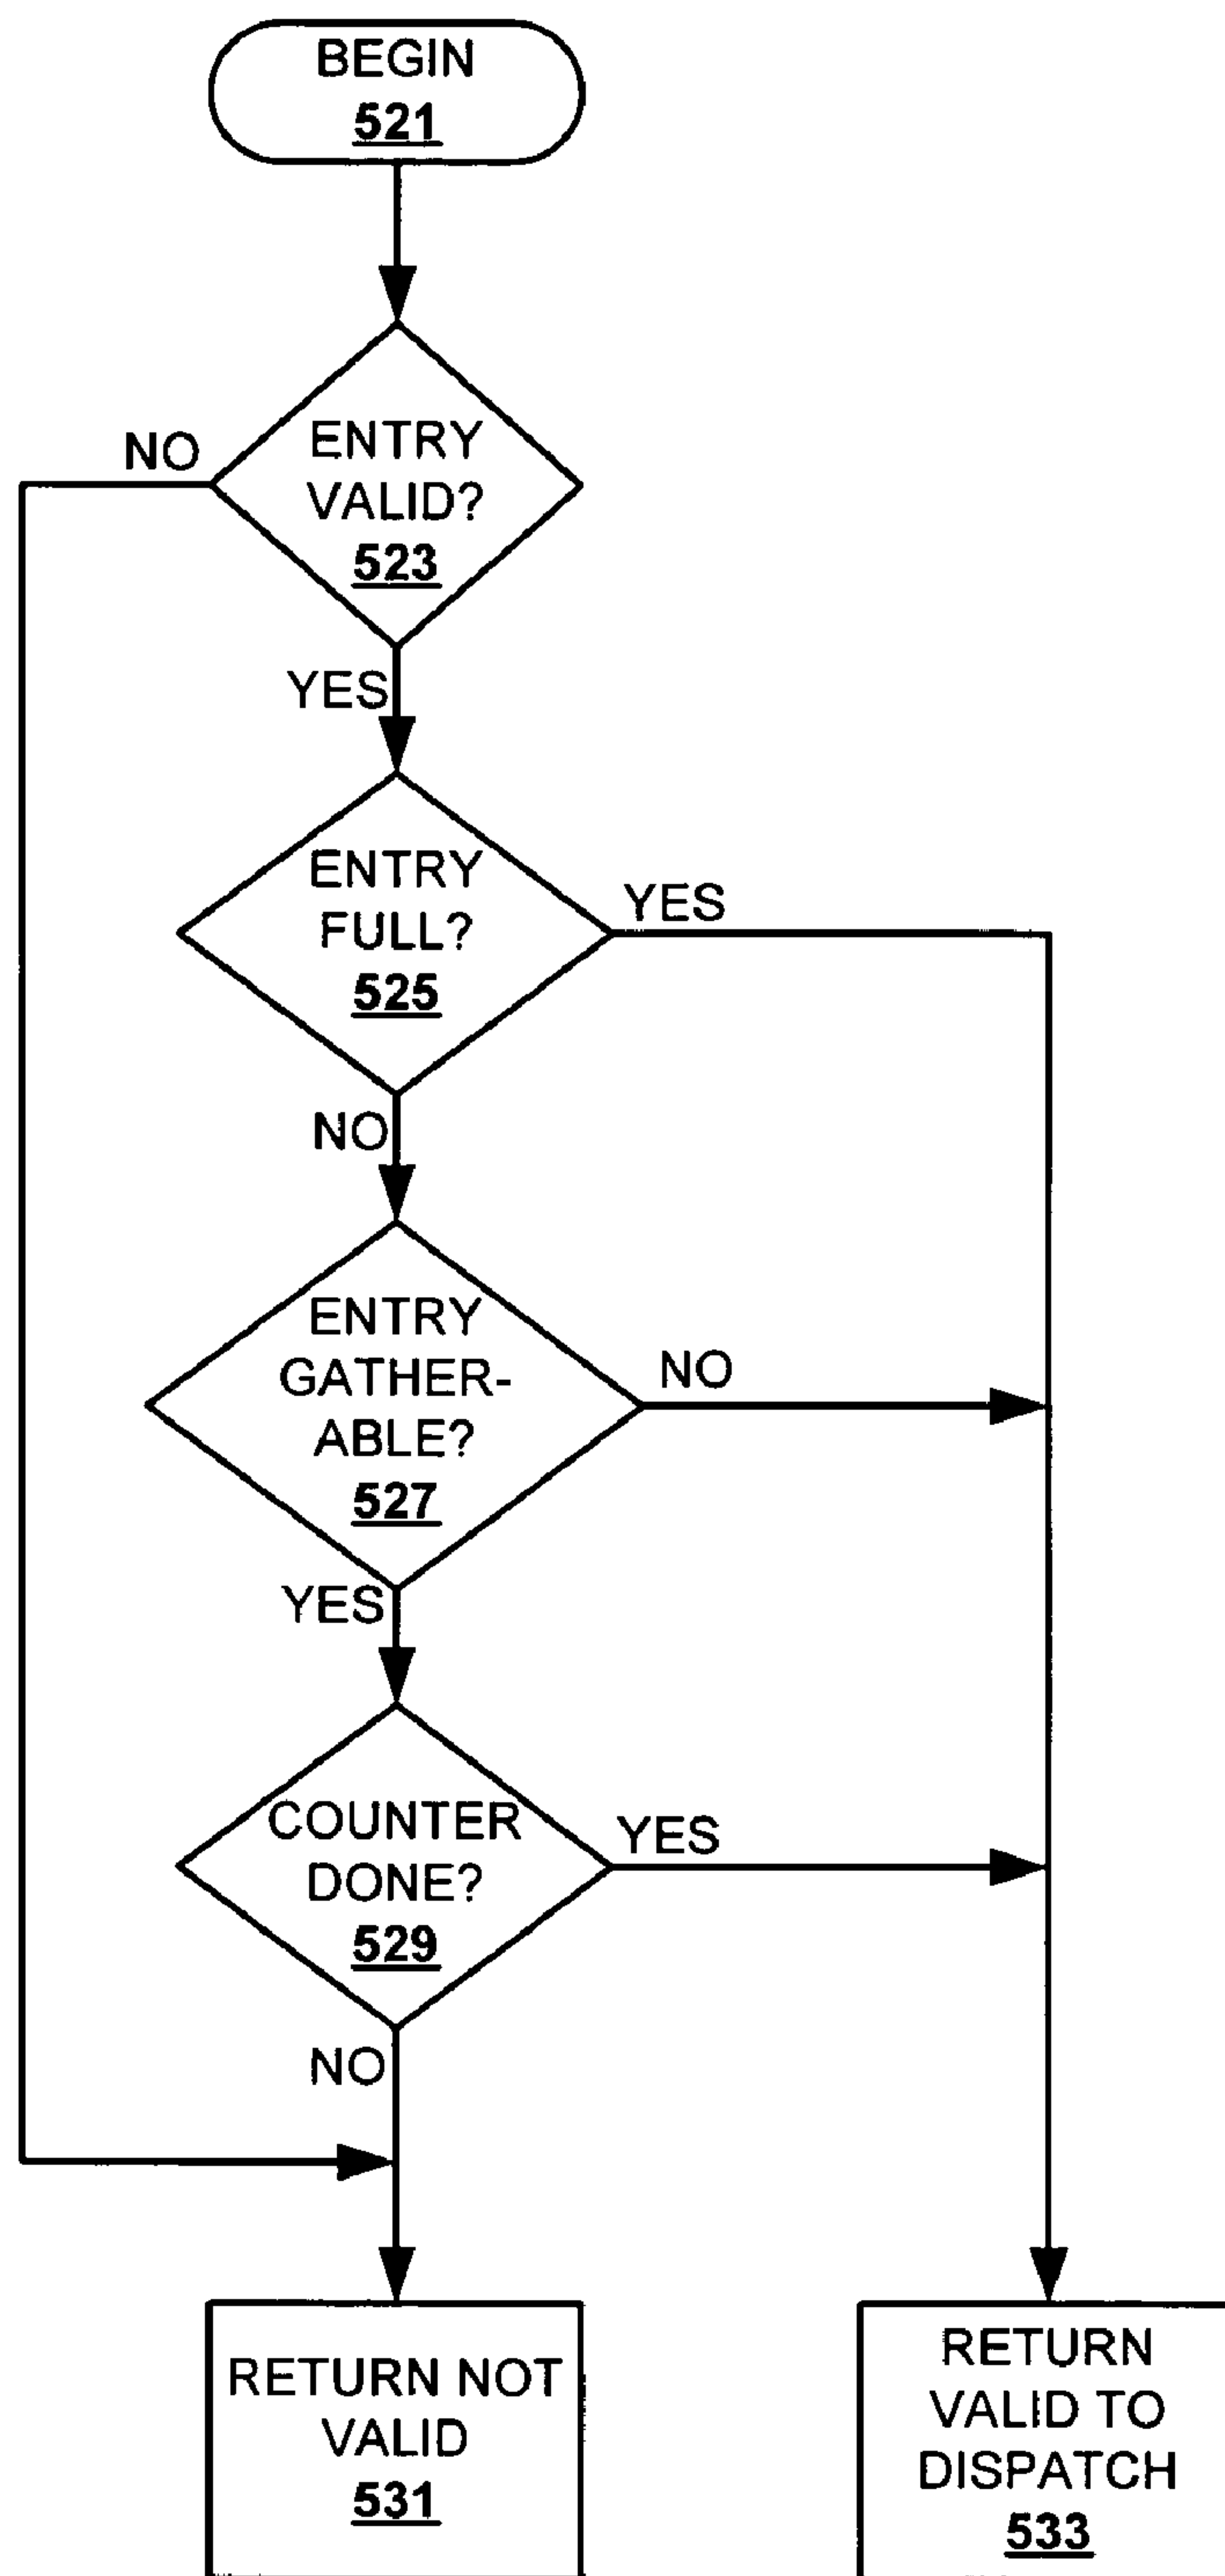 BEGIN
521
NO
ENTRY
VALID?
523
YES
ENTRY
FULL?
525
YES
NO
ENTRY
GATHER-
ABLE?
527
NO
YES
COUNTER
DONE?
529
YES
NO
RETURN NOT
VALID
531
RETURN
VALID TO
DISPATCH
533